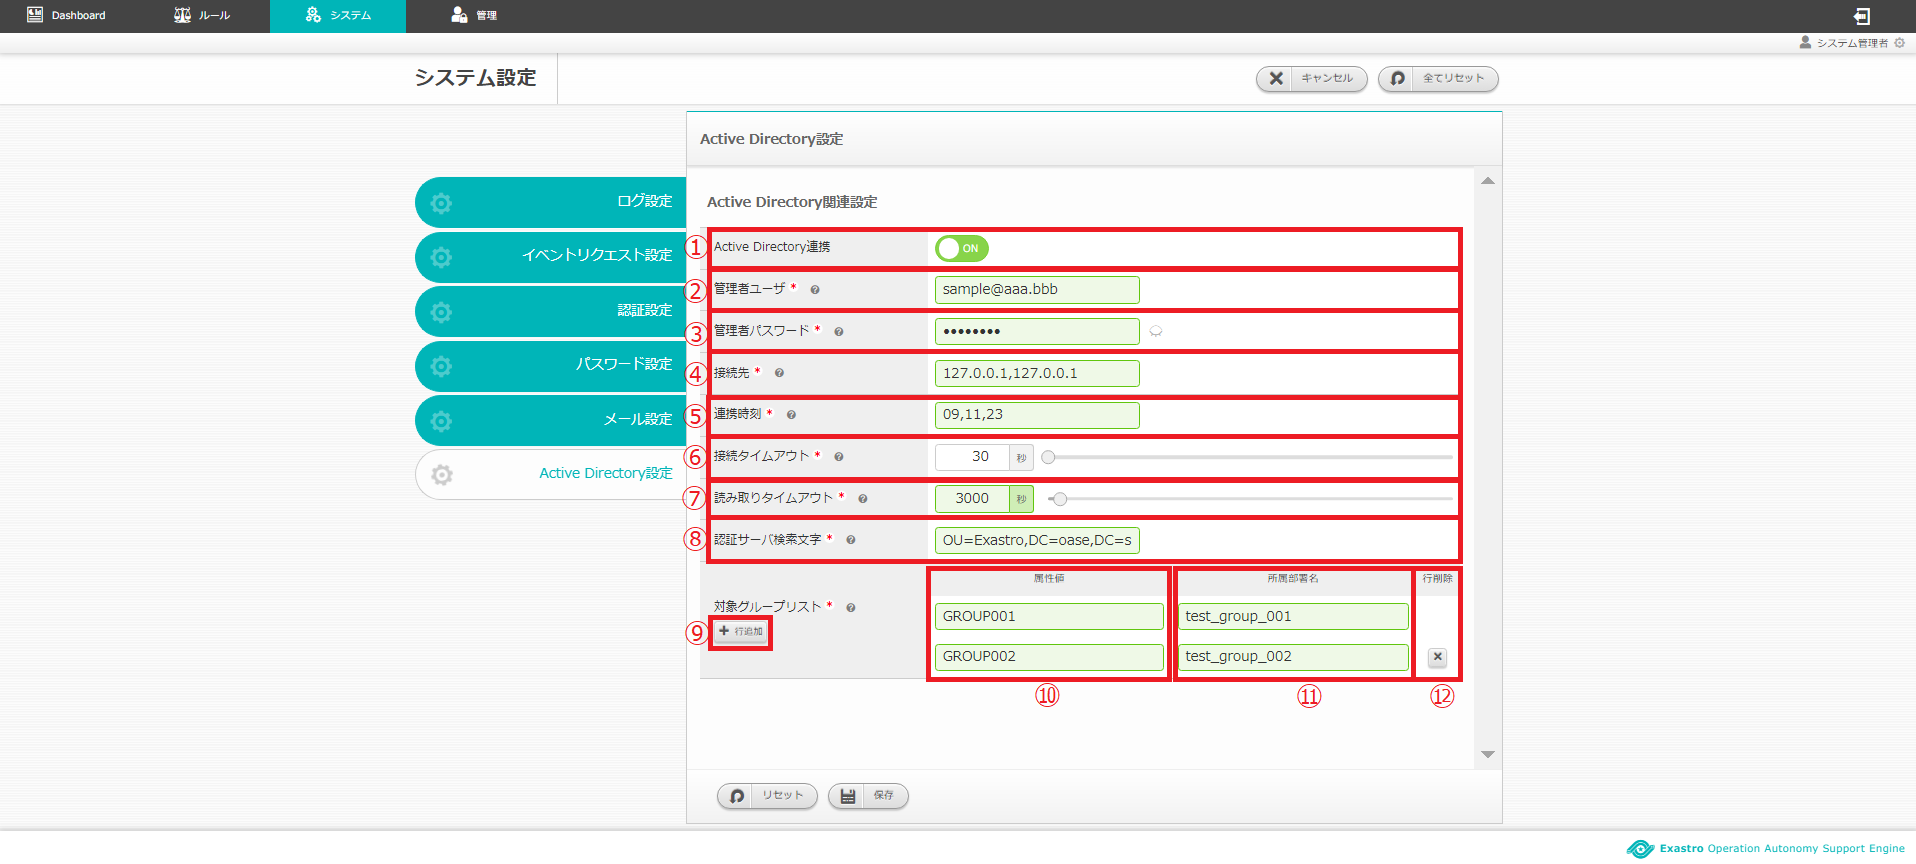 Dashboard ルール システム 管理
システム管理者
システム設定 キャンセル 全てリセット
Active Directory設定
ログ設定
イベントリクエスト設定
認証設定
パスワード設定
メール設定
Active Directory設定
Active Directory関連設定
① Active Directory連携 ON
② 管理者ユーザ * sample@aaa.bbb
③ 管理者パスワード * ••••••••
④ 接続先 * 127.0.0.1,127.0.0.1
⑤ 連携時刻 * 09,11,23
⑥ 接続タイムアウト * 30 秒
⑦ 読み取りタイムアウト * 3000 秒
⑧ 認証サーバ検索文字 * OU=Exastro,DC=oase,DC=s
属性値 所属部署名 行削除
対象グループリスト * GROUP001 test_group_001
⑨ 行追加
GROUP002 test_group_002
⑩ ⑪ ⑫
リセット 保存
Exastro Operation Autonomy Support Engine